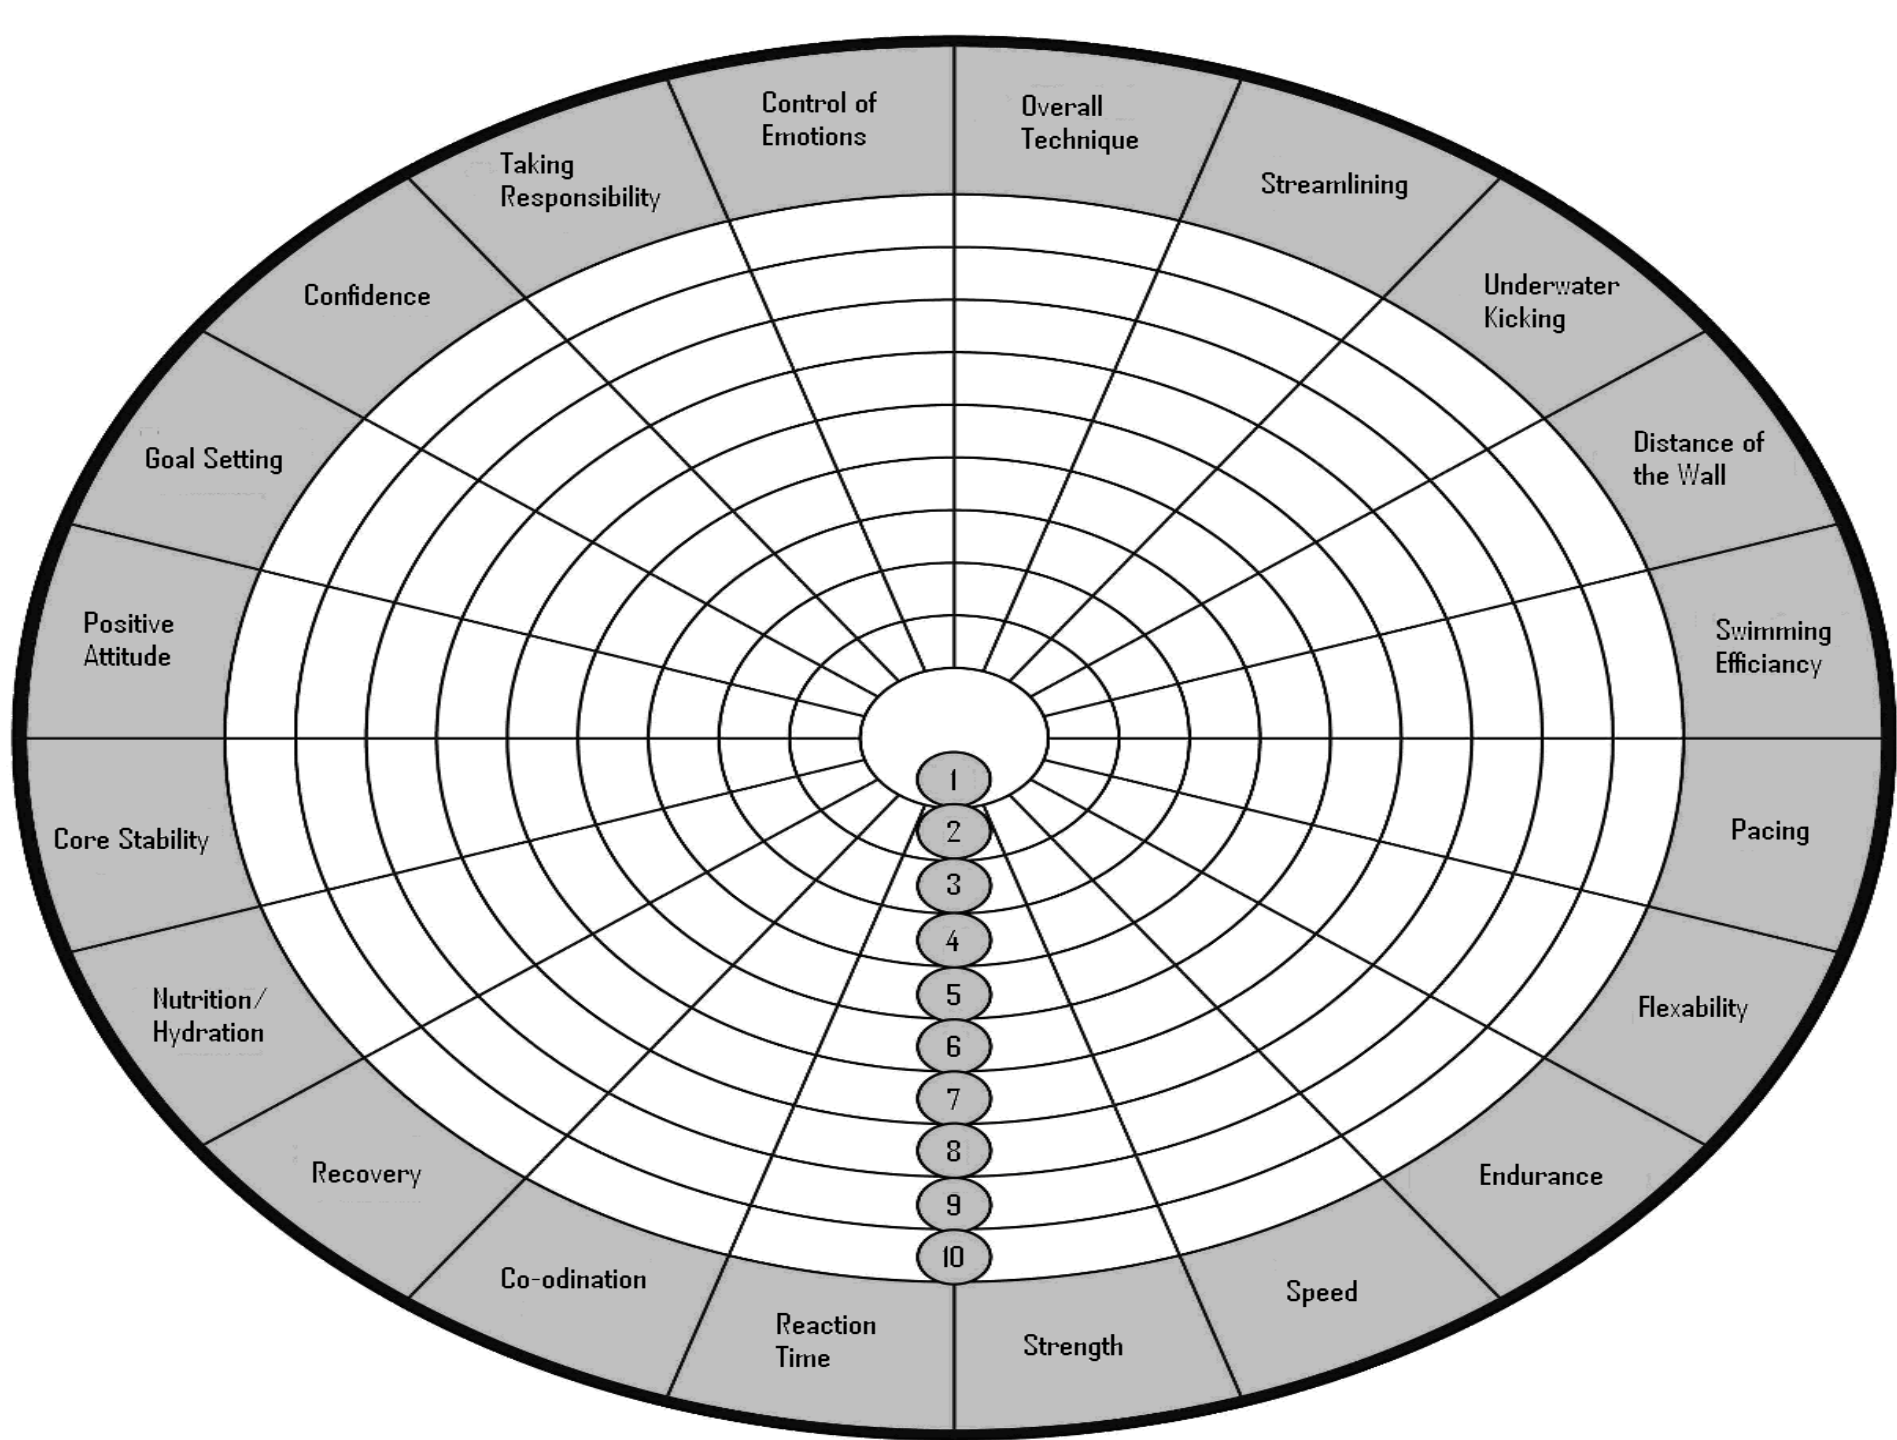 Control of
Emotions
Overall
Technique
Streamlining
Underwater
Kicking
Distance of
the Wall
Swimming
Efficiancy
Pacing
Flexability
Endurance
Speed
Strength
Reaction
Time
Co-odination
Recovery
Nutrition/
Hydration
Core Stability
Positive
Attitude
Goal Setting
Confidence
Taking
Responsibility
1
2
3
4
5
6
7
8
9
10